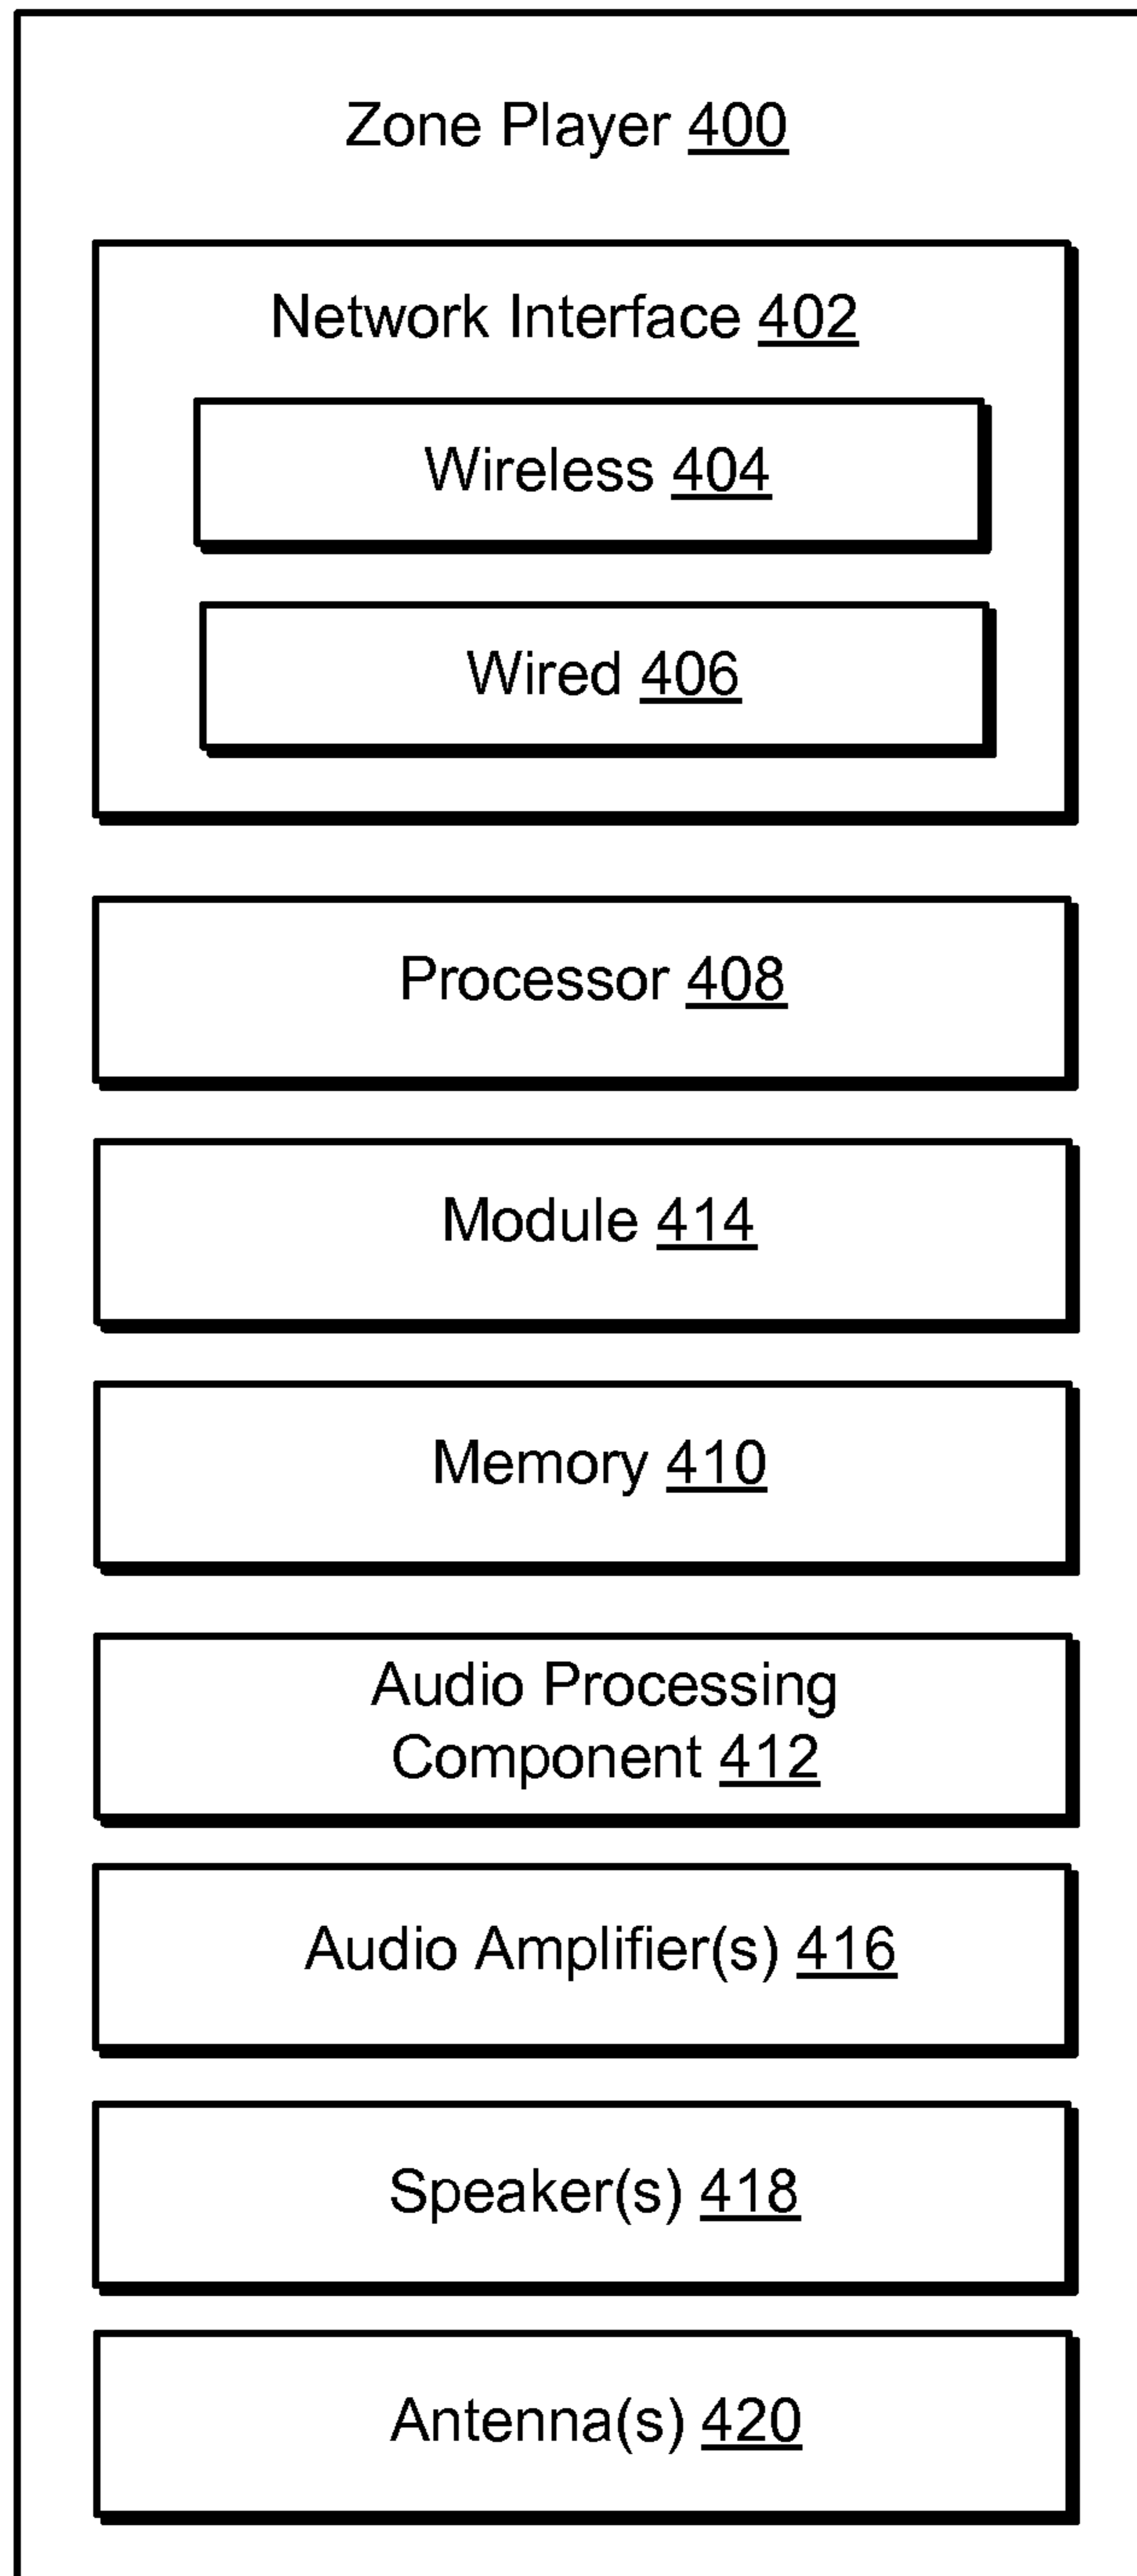 Zone Player 400
Network Interface 402
Wireless 404
Wired 406
Processor 408
Module 414
Memory 410
Audio Processing
Component 412
Audio Amplifier(s) 416
Speaker(s) 418
Antenna(s) 420